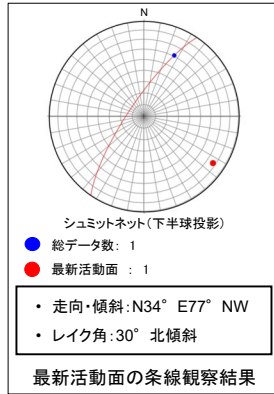 N
シュミットネット(下半球投影)
総データ数: 1
最新活動面 : 1
・ 走向・傾斜:N34° E77° NW
・ レイク角:30° 北傾斜
最新活動面の条線観察結果